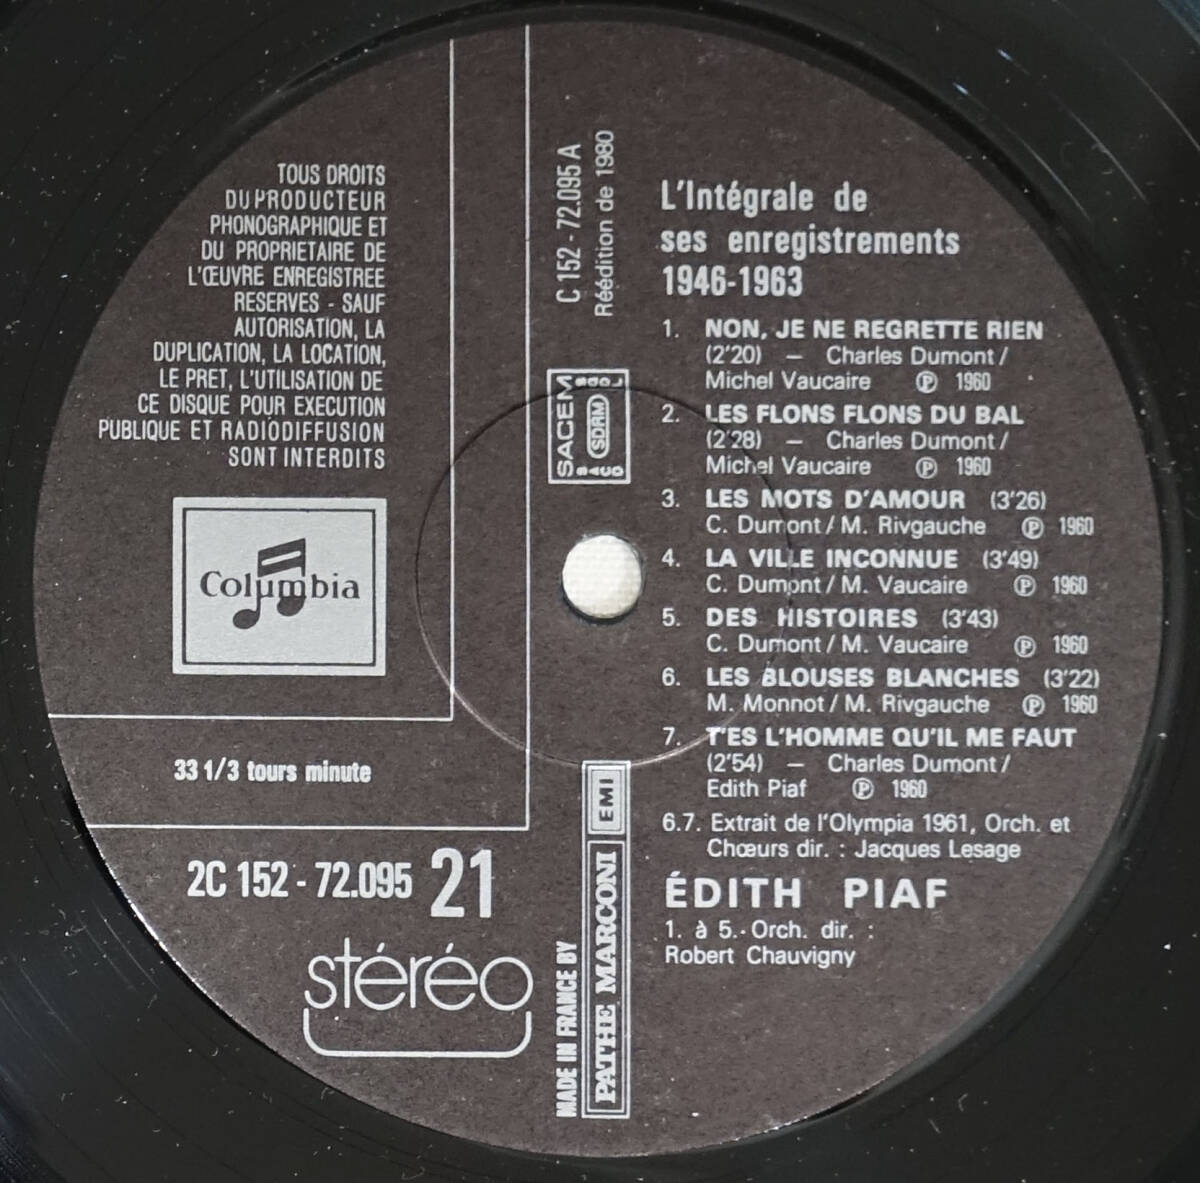 TOUS DROITS
DU PRODUCTEUR
PHONOGRAPHIQUE ET
DU PROPRIETAIRE DE
L'ŒUVRE ENREGISTREE
RESERVES - SAUF
AUTORISATION, LA
DUPLICATION, LA LOCATION,
LE PRET, L'UTILISATION DE
CE DISQUE POUR EXECUTION
PUBLIQUE ET RADIODIFFUSION
SONT INTERDITS
Columbia
33 1/3 tours minute
2C 152 - 72.095 21
stéréo
C 152 - 72.095 A
Réédition de 1980
SACEM
SDRM
MADE IN FRANCE BY
PATHE MARCONI EMI
L'Intégrale de
ses enregistrements
1946-1963
1. NON, JE NE REGRETTE RIEN
(2'20) — Charles Dumont /
Michel Vaucaire ℗ 1960
2. LES FLONS FLONS DU BAL
(2'28) — Charles Dumont /
Michel Vaucaire ℗ 1960
3. LES MOTS D'AMOUR (3'26)
C. Dumont / M. Rivgauche ℗ 1960
4. LA VILLE INCONNUE (3'49)
C. Dumont / M. Vaucaire ℗ 1960
5. DES HISTOIRES (3'43)
C. Dumont / M. Vaucaire ℗ 1960
6. LES BLOUSES BLANCHES (3'22)
M. Monnot / M. Rivgauche ℗ 1960
7. T'ES L'HOMME QU'IL ME FAUT
(2'54) — Charles Dumont /
Edith Piaf ℗ 1960
6.7. Extrait de l'Olympia 1961, Orch. et
Chœurs dir. : Jacques Lesage
ÉDITH PIAF
1. à 5. - Orch. dir. :
Robert Chauvigny